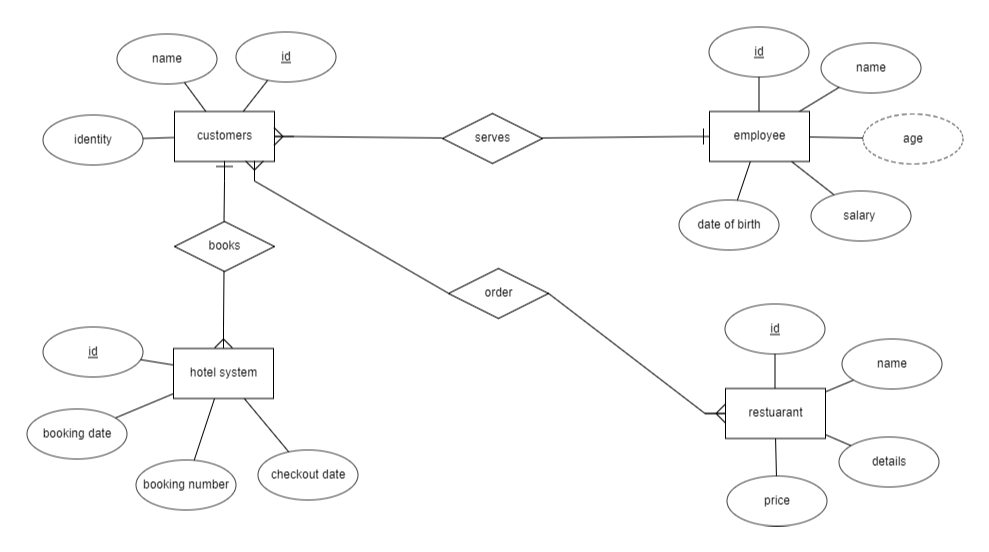 name
id
identity
customers
serves
id
name
employee
age
date of birth
salary
books
order
id
hotel system
booking date
booking number
checkout date
id
name
restuarant
details
price